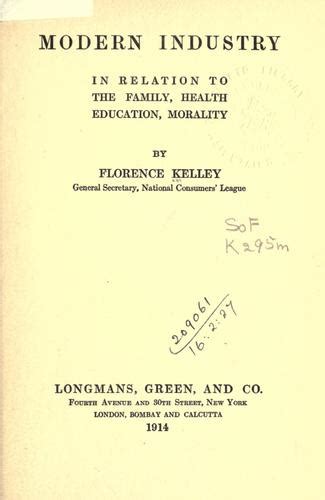 MODERN INDUSTRY
IN RELATION TO
THE FAMILY, HEALTH
EDUCATION, MORALITY
BY
FLORENCE KELLEY
General Secretary, National Consumers' League
SoF
K295m
209061
16:2:27
LONGMANS, GREEN, AND CO.
FOURTH AVENUE AND 30TH STREET, NEW YORK
LONDON, BOMBAY AND CALCUTTA
1914